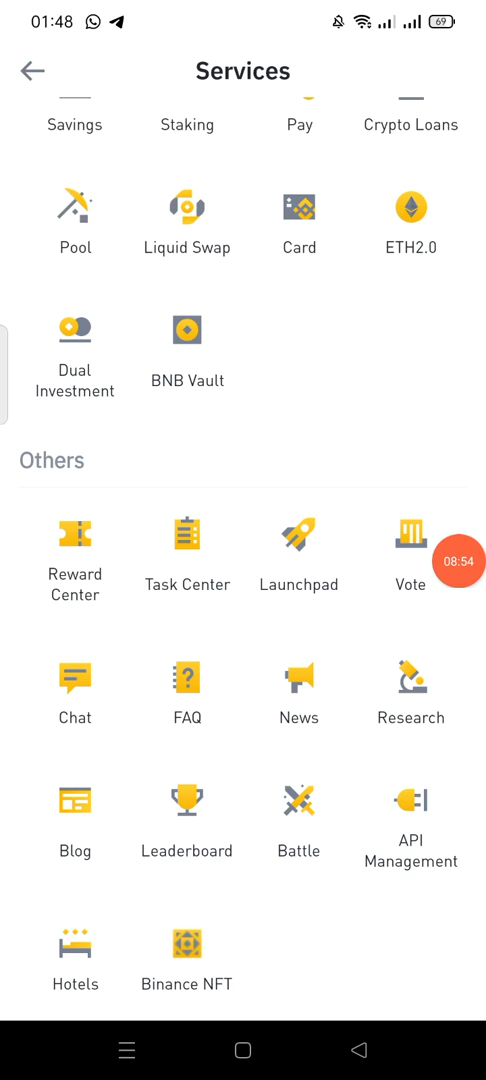 01:48
69
Services
Savings
Staking
Pay
Crypto Loans
Pool
Liquid Swap
Card
ETH2.0
Dual
Investment
BNB Vault
Others
Reward
Center
Task Center
Launchpad
Vote
08:54
Chat
FAQ
News
Research
Blog
Leaderboard
Battle
API
Management
Hotels
Binance NFT